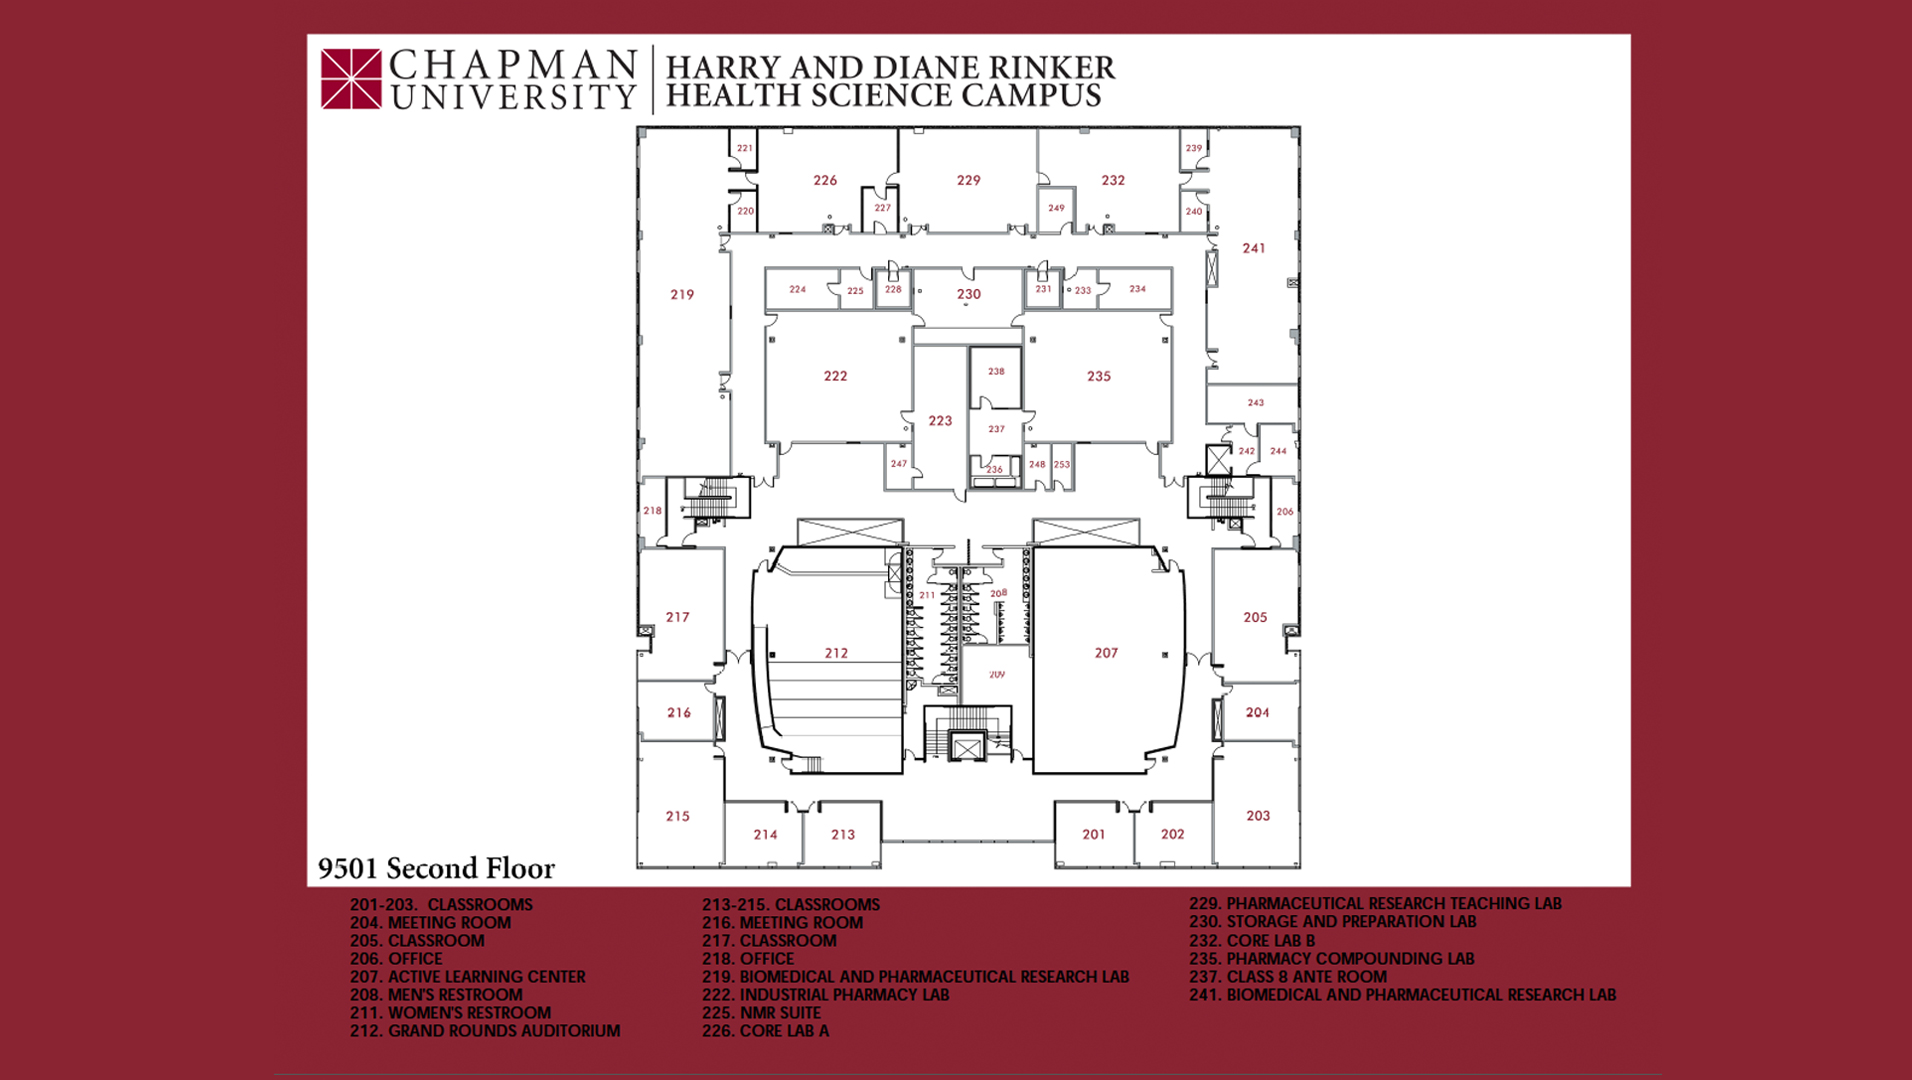 CHAPMAN
UNIVERSITY
HARRY AND DIANE RINKER
HEALTH SCIENCE CAMPUS
221
239
226
229
232
220
227
249
240
241
224
225
228
230
231
233
234
219
222
238
235
243
223
237
247
236
248
253
242
244
218
206
211
208
217
205
212
207
209
216
204
215
203
214
213
201
202
9501 Second Floor
201-203. CLASSROOMS
204. MEETING ROOM
205. CLASSROOM
206. OFFICE
207. ACTIVE LEARNING CENTER
208. MEN'S RESTROOM
211. WOMEN'S RESTROOM
212. GRAND ROUNDS AUDITORIUM
213-215. CLASSROOMS
216. MEETING ROOM
217. CLASSROOM
218. OFFICE
219. BIOMEDICAL AND PHARMACEUTICAL RESEARCH LAB
222. INDUSTRIAL PHARMACY LAB
225. NMR SUITE
226. CORE LAB A
229. PHARMACEUTICAL RESEARCH TEACHING LAB
230. STORAGE AND PREPARATION LAB
232. CORE LAB B
235. PHARMACY COMPOUNDING LAB
237. CLASS 8 ANTE ROOM
241. BIOMEDICAL AND PHARMACEUTICAL RESEARCH LAB